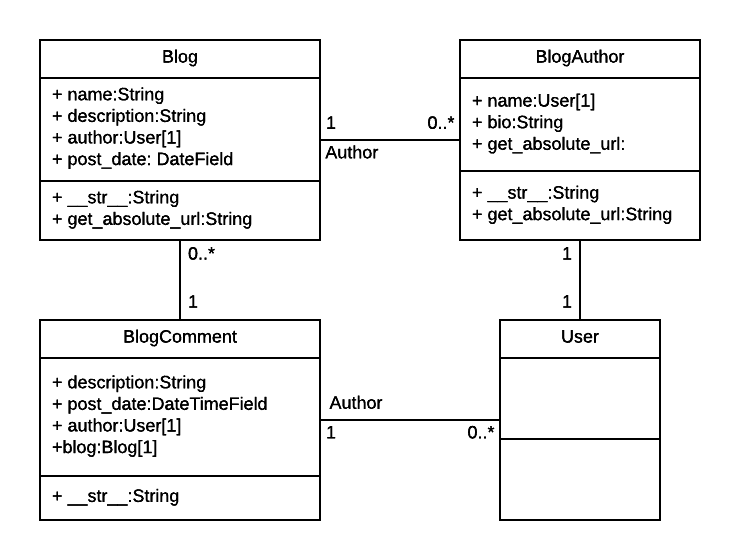 Blog
+ name:String
+ description:String
+ author:User[1]
+ post_date: DateField
+ __str__:String
+ get_absolute_url:String
1
0..*
Author
BlogAuthor
+ name:User[1]
+ bio:String
+ get_absolute_url:
+ __str__:String
+ get_absolute_url:String
0..*
1
1
1
BlogComment
+ description:String
+ post_date:DateTimeField
+ author:User[1]
+blog:Blog[1]
+ __str__:String
Author
1
0..*
User